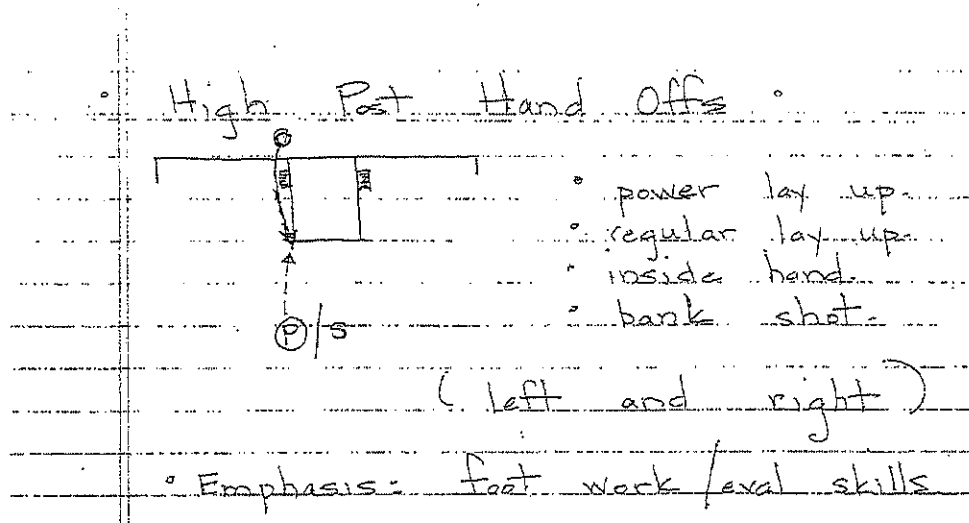 • High Post Hand Offs •
• power lay up.
• regular lay up.
• inside hand.
• bank shot.
P/S
(Left and right)
• Emphasis: foot work/eval skills